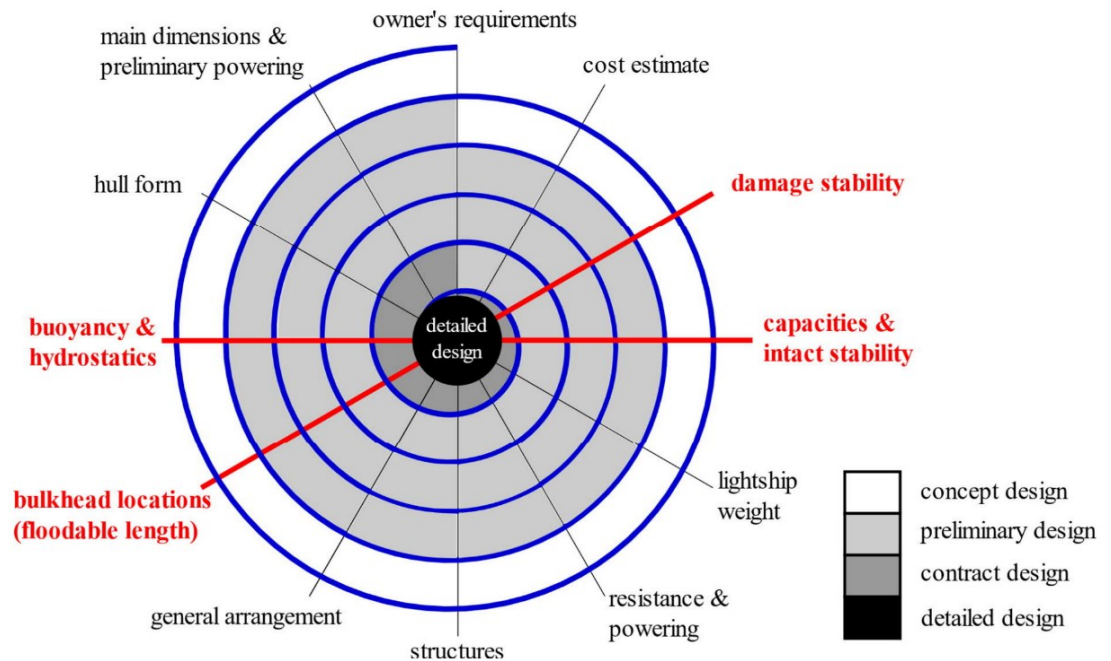 owner's requirements
main dimensions &
preliminary powering
cost estimate
hull form
damage stability
buoyancy &
hydrostatics
detailed
design
capacities &
intact stability
bulkhead locations
(floodable length)
lightship
weight
general arrangement
structures
resistance &
powering
concept design
preliminary design
contract design
detailed design